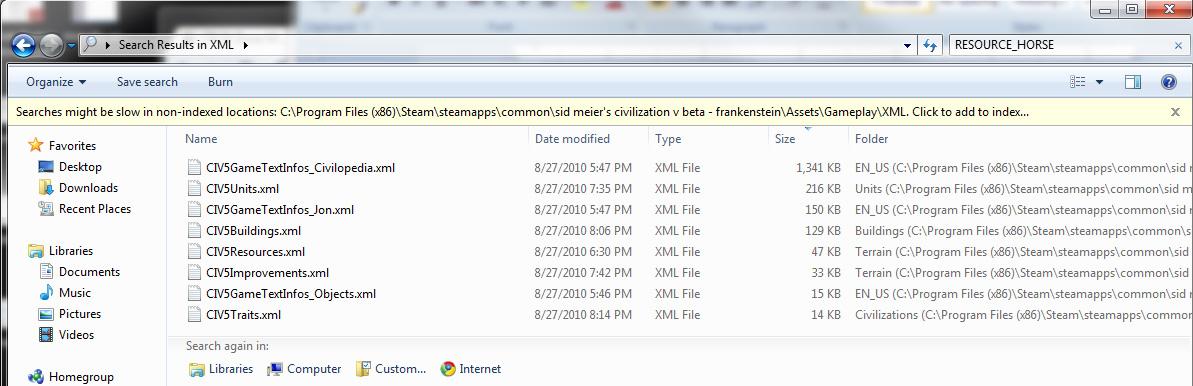 Search Results in XML
RESOURCE_HORSE
Organize Save search Burn
Searches might be slow in non-indexed locations: C:\Program Files (x86)\Steam\steamapps\common\sid meier's civilization v beta - frankenstein\Assets\Gameplay\XML. Click to add to index...
Favorites
Desktop
Downloads
Recent Places
Libraries
Documents
Music
Pictures
Videos
Homegroup
Name Date modified Type Size Folder
CIV5GameTextInfos_Civilopedia.xml 8/27/2010 5:47 PM XML File 1,341 KB EN_US (C:\Program Files (x86)\Steam\steamapps\common\sid m
CIV5Units.xml 8/27/2010 7:35 PM XML File 216 KB Units (C:\Program Files (x86)\Steam\steamapps\common\sid m
CIV5GameTextInfos_Jon.xml 8/27/2010 5:47 PM XML File 150 KB EN_US (C:\Program Files (x86)\Steam\steamapps\common\sid m
CIV5Buildings.xml 8/27/2010 8:06 PM XML File 129 KB Buildings (C:\Program Files (x86)\Steam\steamapps\common\s
CIV5Resources.xml 8/27/2010 6:30 PM XML File 47 KB Terrain (C:\Program Files (x86)\Steam\steamapps\common\sid
CIV5Improvements.xml 8/27/2010 7:42 PM XML File 33 KB Terrain (C:\Program Files (x86)\Steam\steamapps\common\sid
CIV5GameTextInfos_Objects.xml 8/27/2010 5:46 PM XML File 15 KB EN_US (C:\Program Files (x86)\Steam\steamapps\common\sid m
CIV5Traits.xml 8/27/2010 8:14 PM XML File 14 KB Civilizations (C:\Program Files (x86)\Steam\steamapps\common
Search again in:
Libraries Computer Custom... Internet